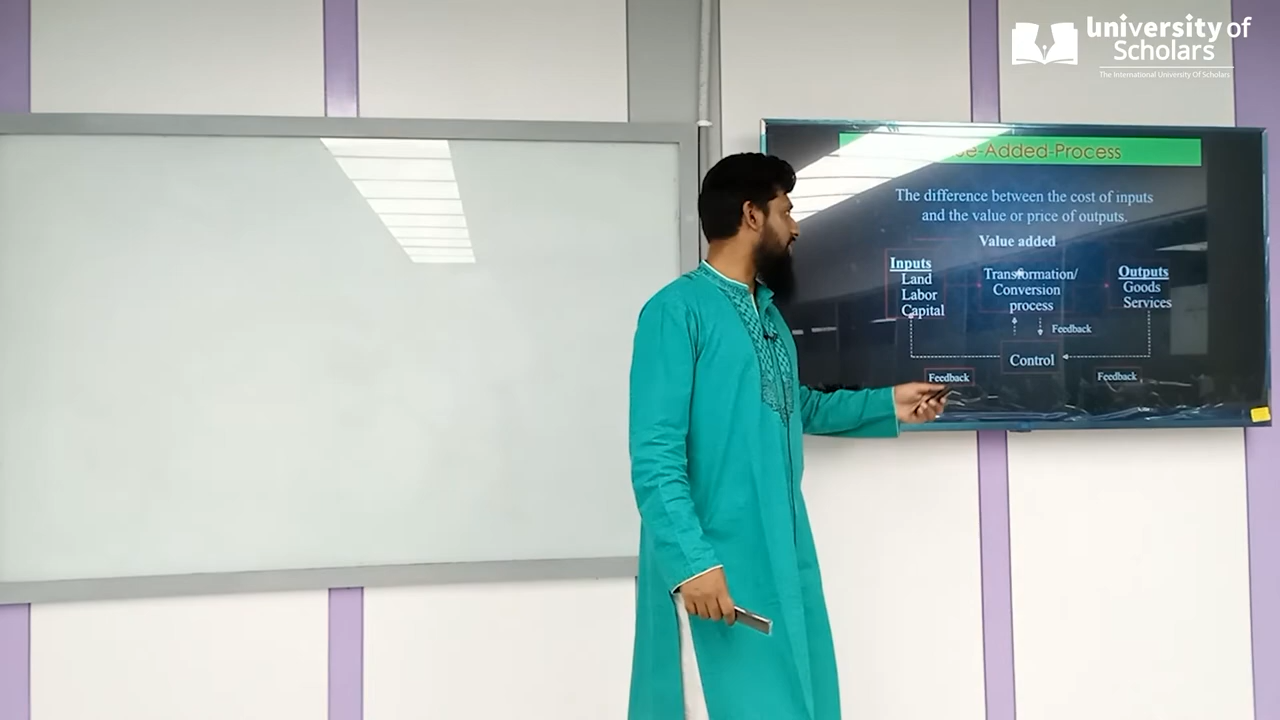 University of
Scholars
The International University Of Scholars
e-Added-Process
The difference between the cost of inputs
and the value or price of outputs.
Value added
Inputs
Land
Labor
Capital
Transformation/
Conversion
process
Outputs
Goods
Services
Feedback
Control
Feedback
Feedback